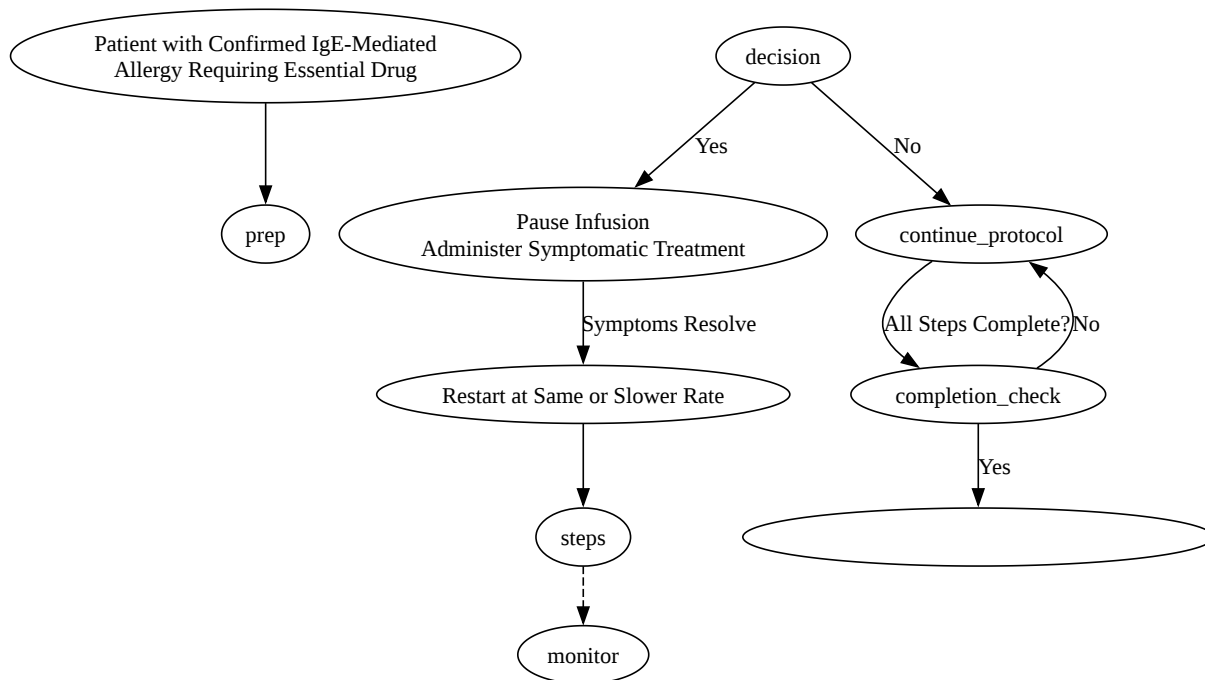 Patient with Confirmed IgE-Mediated
Allergy Requiring Essential Drug
decision
Yes
No
prep
Pause Infusion
Administer Symptomatic Treatment
continue_protocol
Symptoms Resolve
All Steps Complete?
No
Restart at Same or Slower Rate
completion_check
Yes
steps
monitor